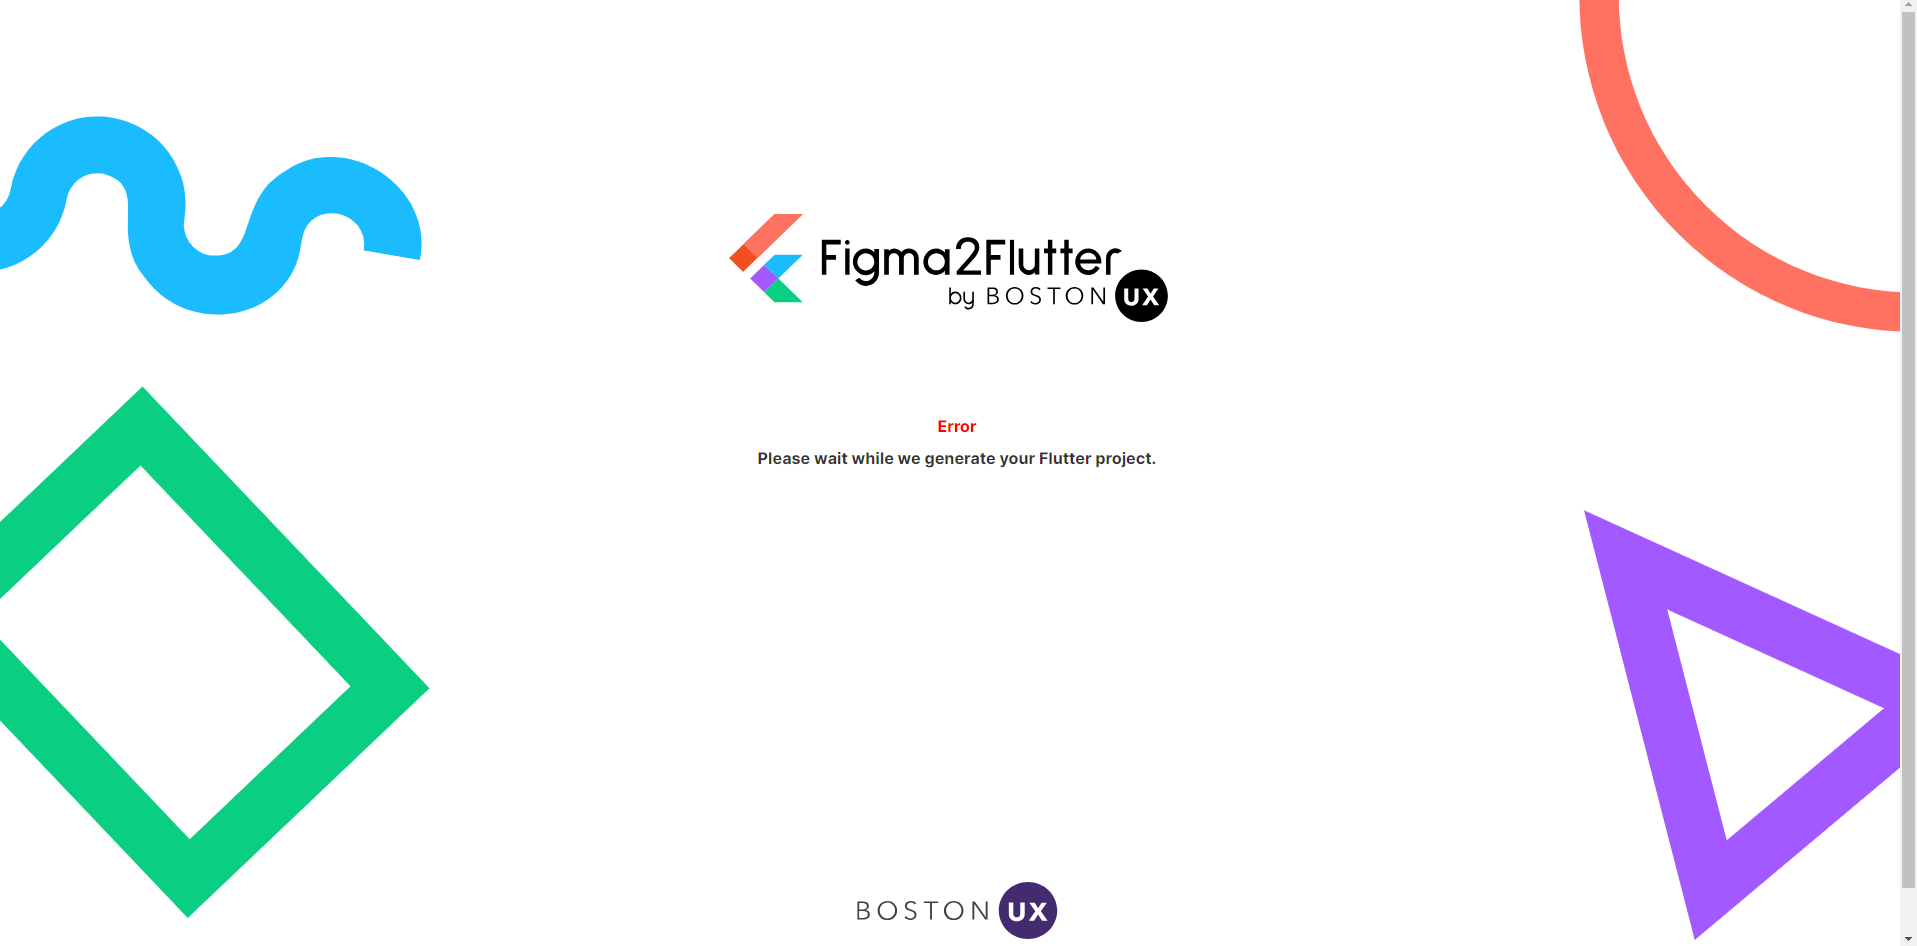 Figma2Flutter
by BOSTON UX
Error
Please wait while we generate your Flutter project.
BOSTON UX